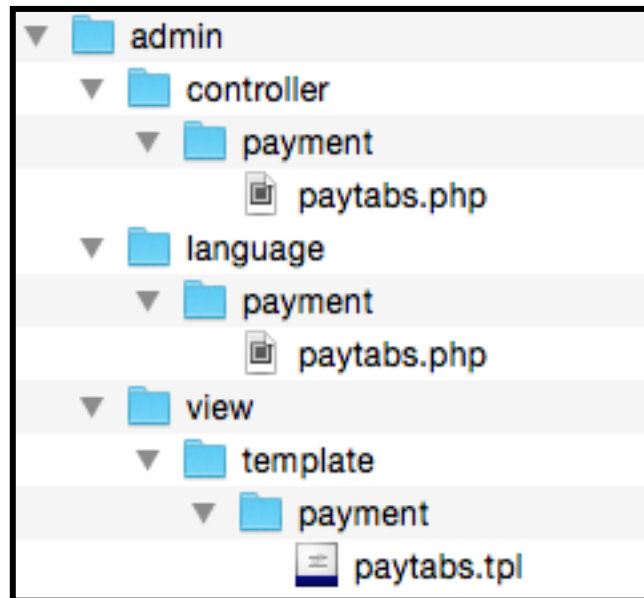 admin
controller
payment
paytabs.php
language
payment
paytabs.php
view
template
payment
paytabs.tpl